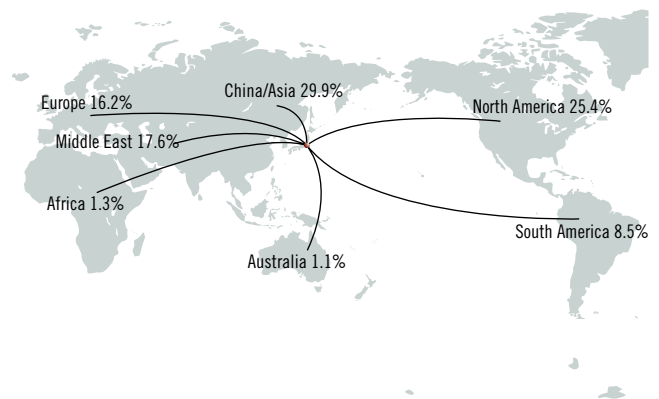 China/Asia 29.9%
Europe 16.2%
North America 25.4%
Middle East 17.6%
Africa 1.3%
South America 8.5%
Australia 1.1%